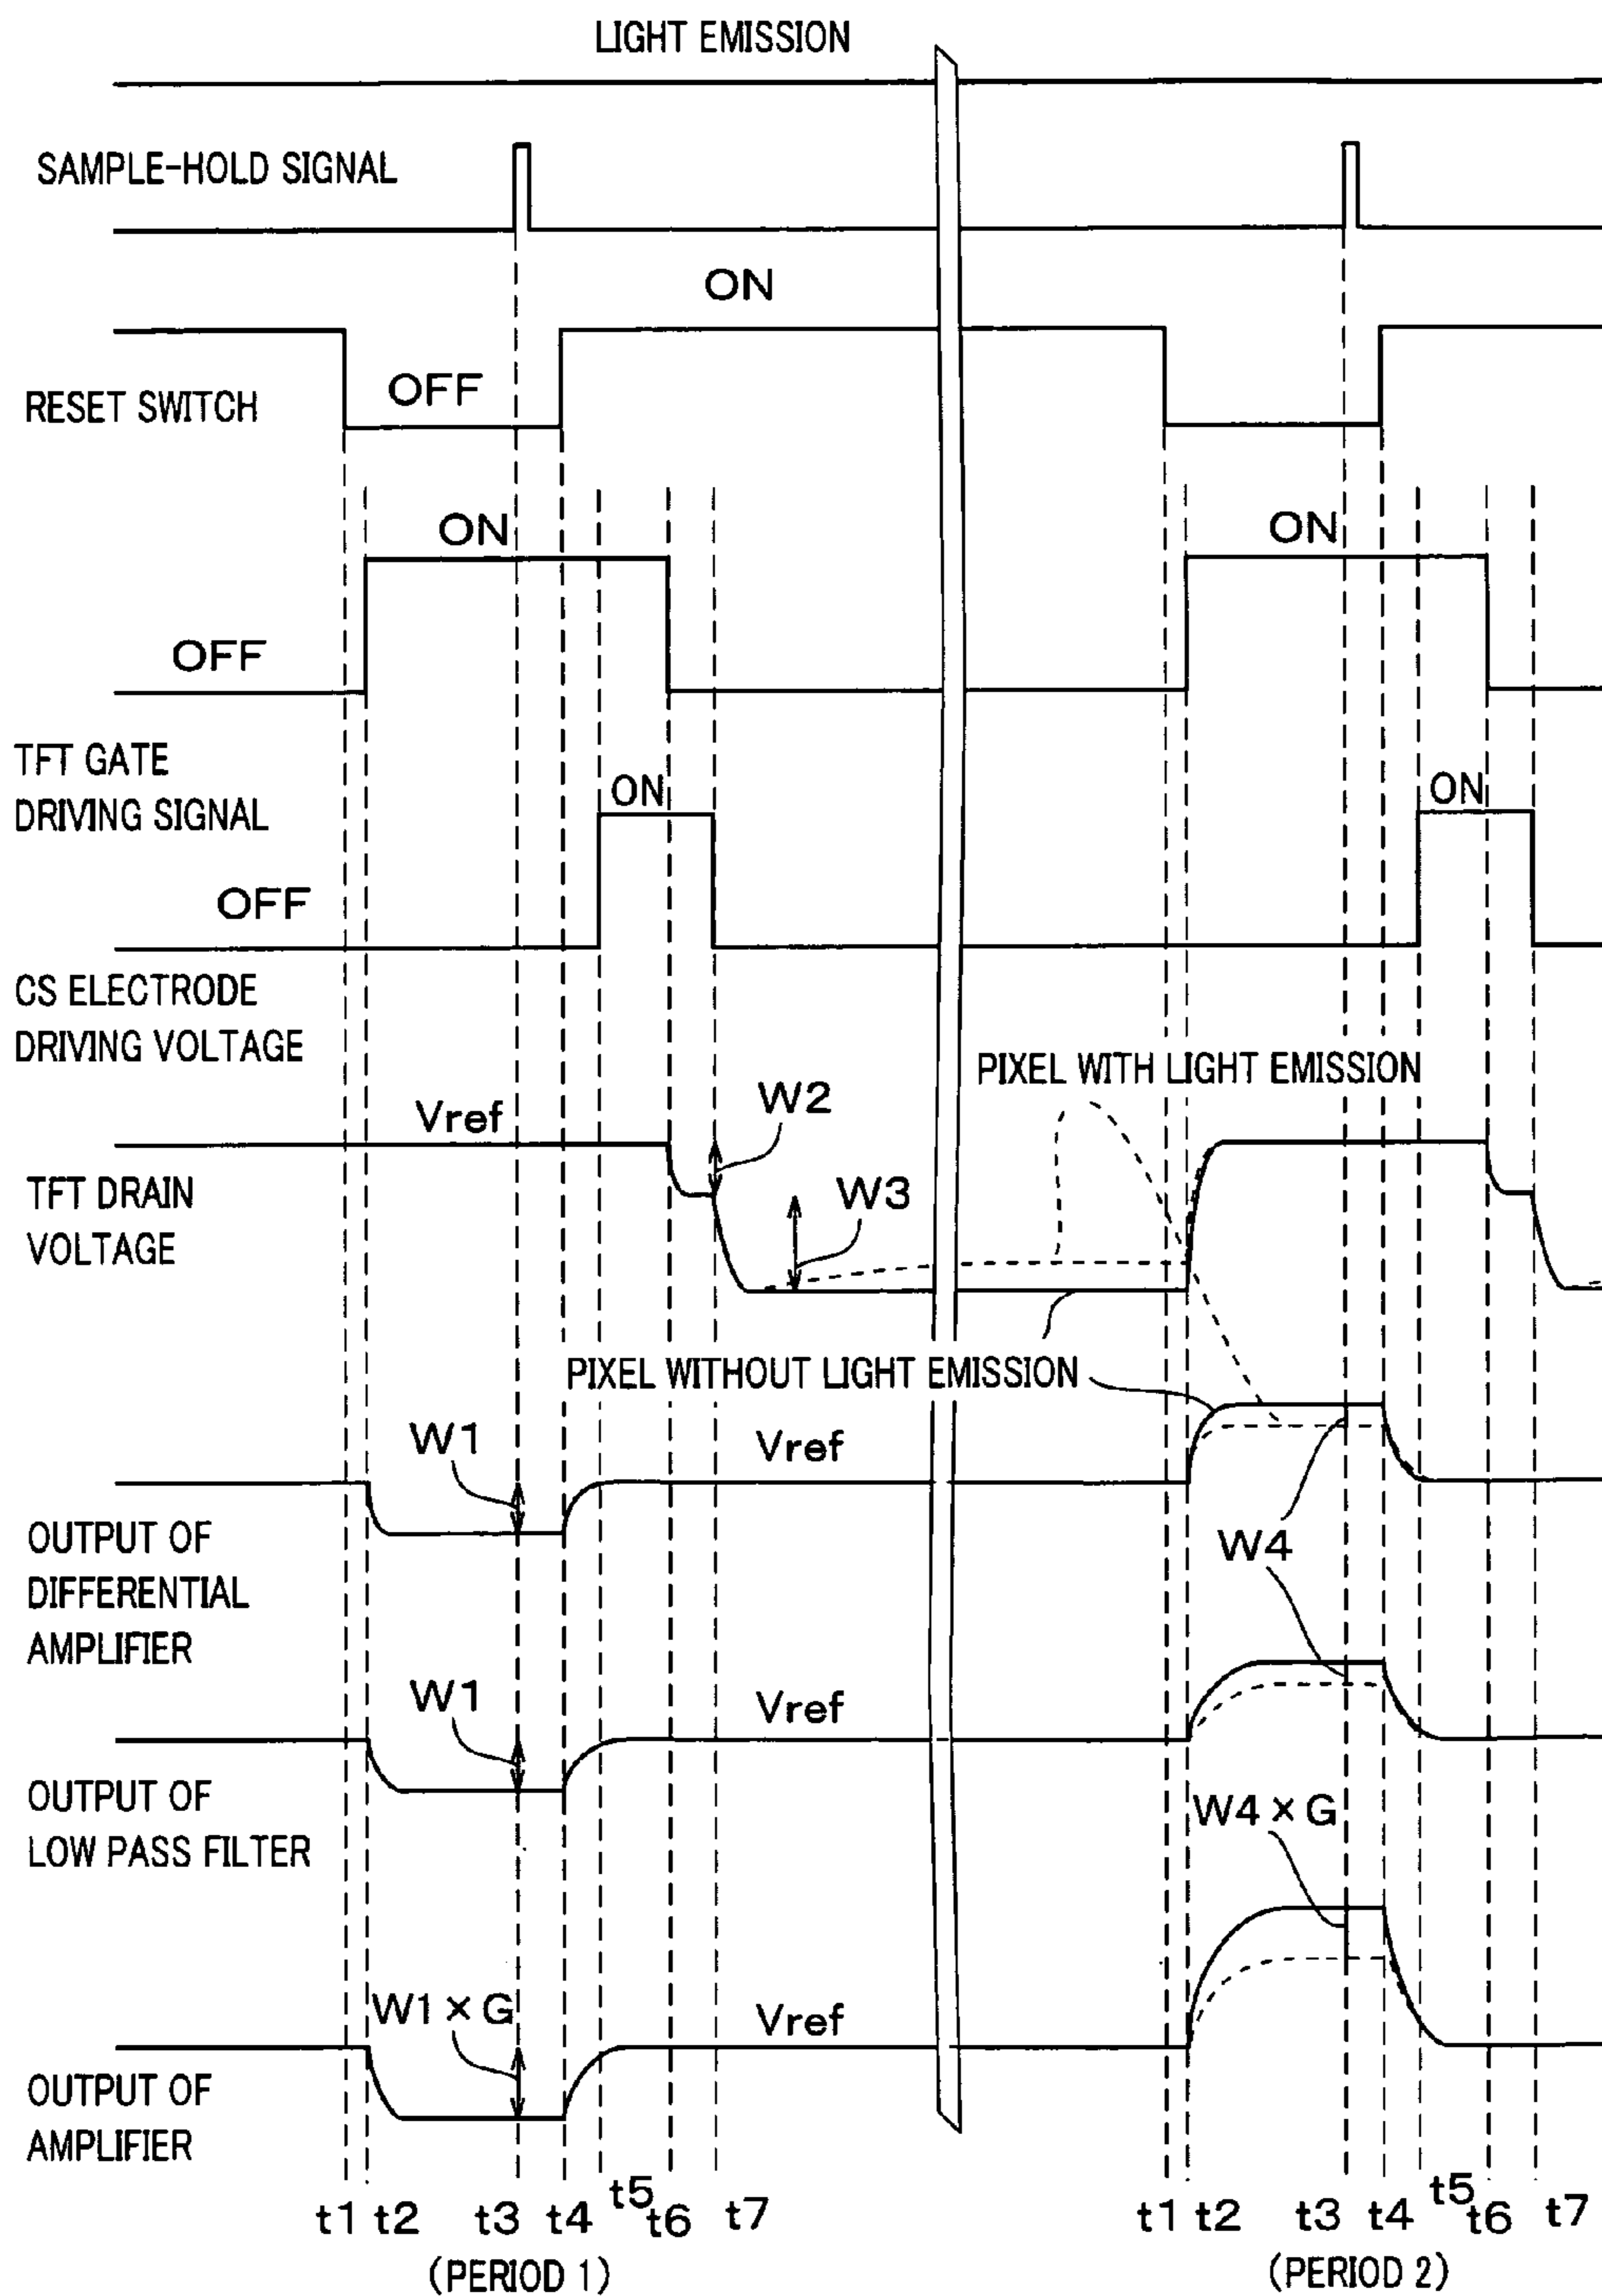 LIGHT EMISSION
SAMPLE-HOLD SIGNAL
ON
OFF
RESET SWITCH
ON
ON
OFF
TFT GATE
DRIVING SIGNAL
ON
ON
OFF
CS ELECTRODE
DRIVING VOLTAGE
PIXEL WITH LIGHT EMISSION
Vref
W2
TFT DRAIN
VOLTAGE
W3
PIXEL WITHOUT LIGHT EMISSION
W1
Vref
OUTPUT OF
DIFFERENTIAL
AMPLIFIER
W4
W1
Vref
OUTPUT OF
LOW PASS FILTER
W4 × G
W1 × G
Vref
OUTPUT OF
AMPLIFIER
t1 t2 t3 t4 t5 t6 t7
t1 t2 t3 t4 t5 t6 t7
(PERIOD 1)
(PERIOD 2)